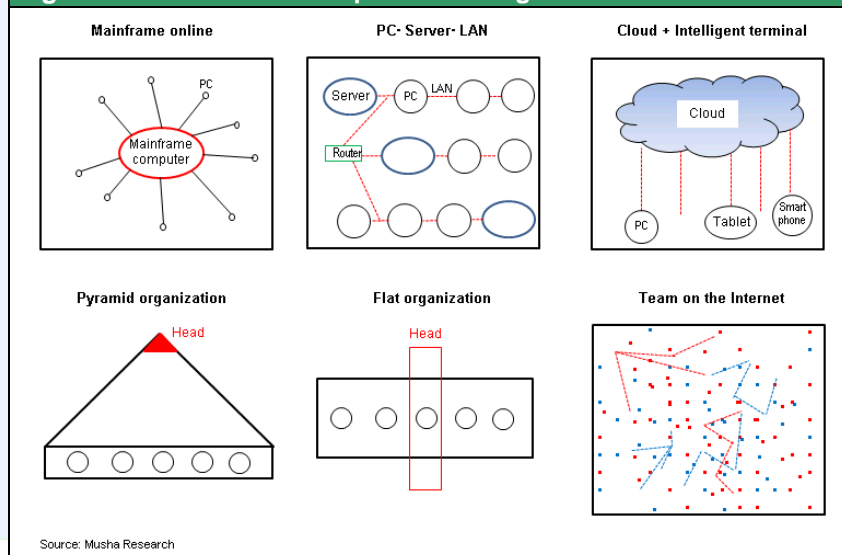 Mainframe online
PC- Server- LAN
Cloud + Intelligent terminal
PC
Mainframe
computer
Server
PC
LAN
Router
Cloud
PC
Tablet
Smart
phone
Pyramid organization
Flat organization
Team on the Internet
Head
Head
Source: Musha Research